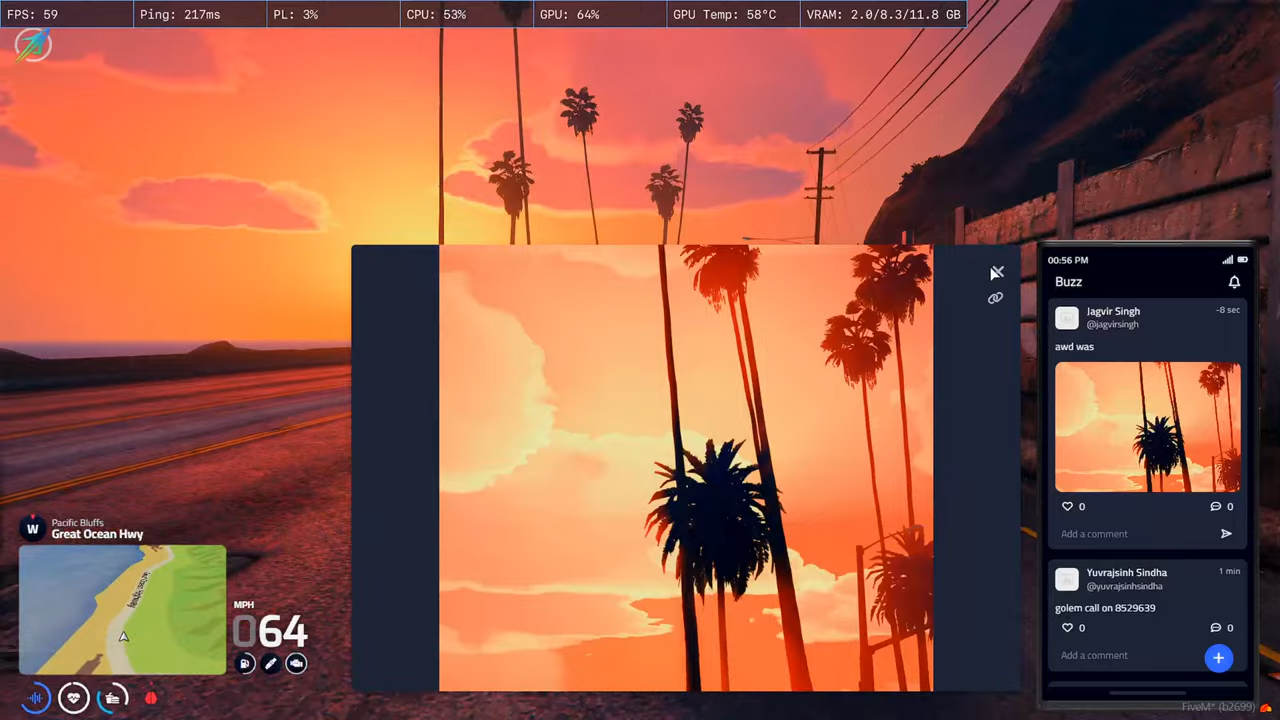 FPS: 59 Ping: 217ms PL: 3% CPU: 53% GPU: 64% GPU Temp: 58°C VRAM: 2.0/8.3/11.8 GB
00:56 PM
Buzz
Jagvir Singh -8 sec
@jagvirsingh
awd was
0 0
Add a comment
Yuvrajsinh Sindha 1 min
@yuvrajsinhsindha
golem call on 8529639
0 0
Add a comment
W
Pacific Bluffs
Great Ocean Hwy
MPH
064
FiveM* (b2699)